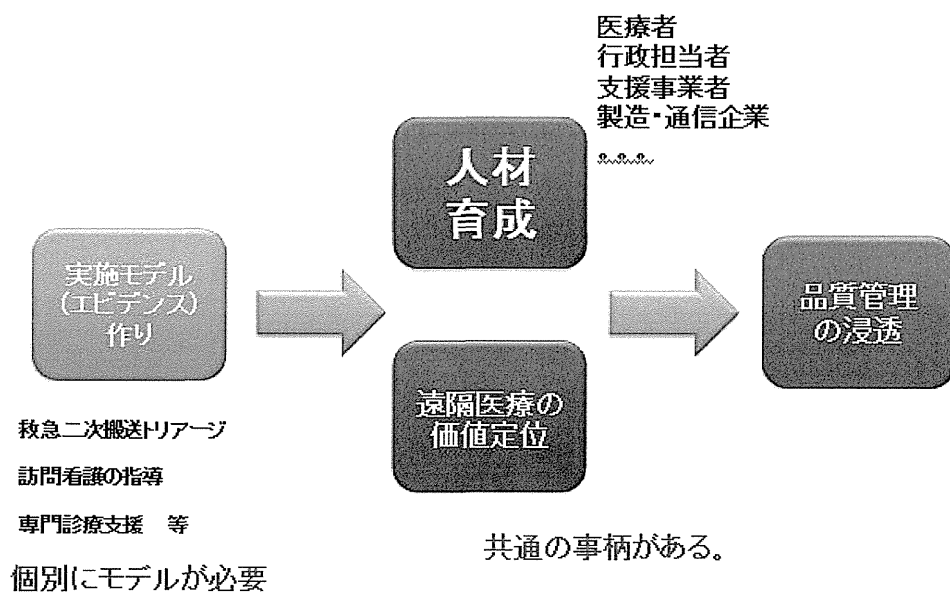 医療者
行政担当者
支援事業者
製造・通信企業
人材
育成
実施モデル
(エビデンス)
作り
品質管理
の浸透
遠隔医療の
価値定位
救急二次搬送トリアージ
訪問看護の指導
専門診療支援　等
個別にモデルが必要
共通の事柄がある。